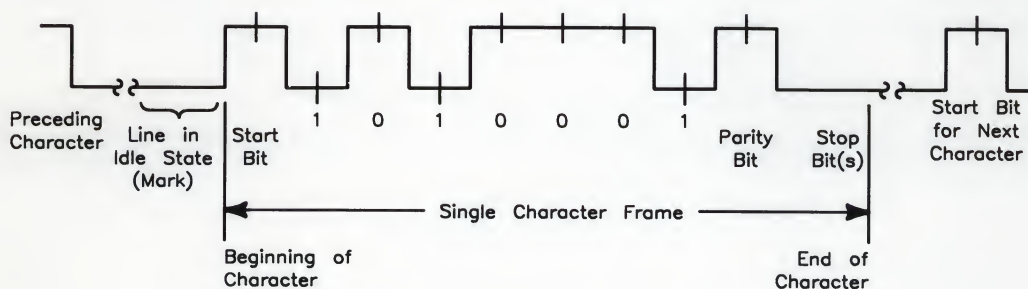 1 0 1 0 0 0 1
Preceding Character
Line in Idle State (Mark)
Start Bit
Parity Bit
Stop Bit(s)
Start Bit for Next Character
Single Character Frame
Beginning of Character
End of Character